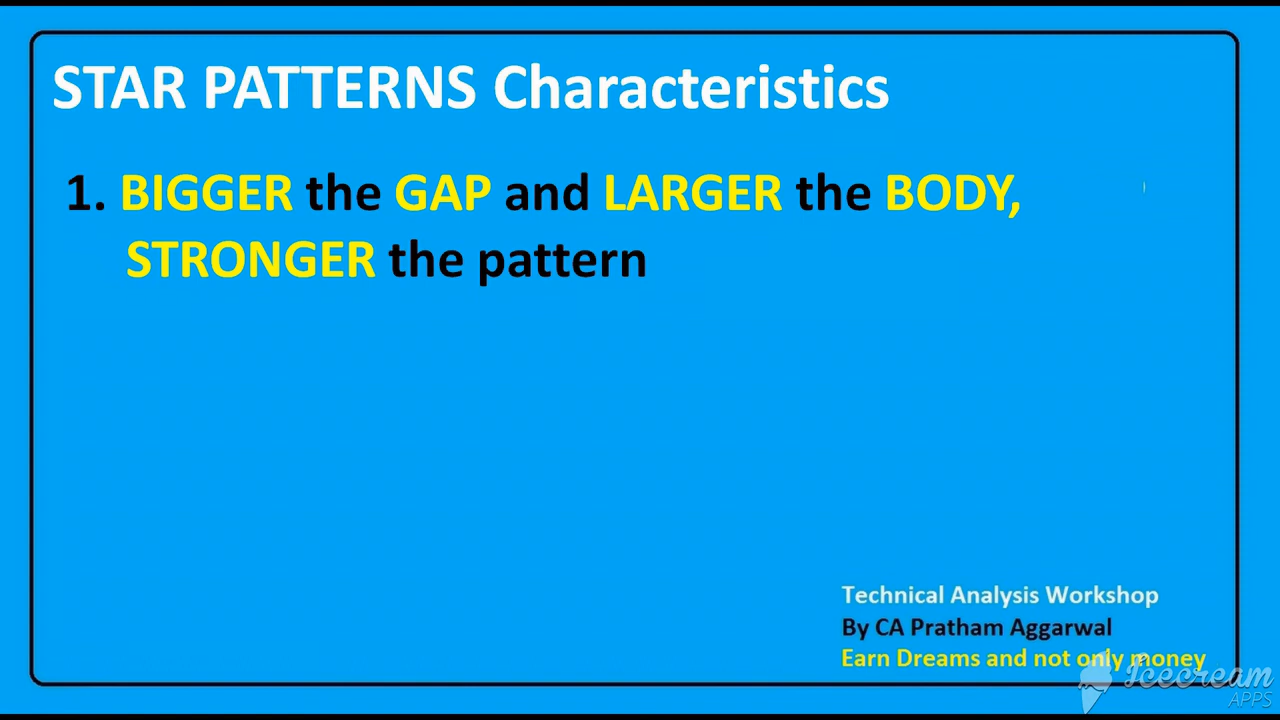 STAR PATTERNS Characteristics
1. BIGGER the GAP and LARGER the BODY,
STRONGER the pattern
Technical Analysis Workshop
By CA Pratham Aggarwal
Earn Dreams and not only money
Icecream
APPS